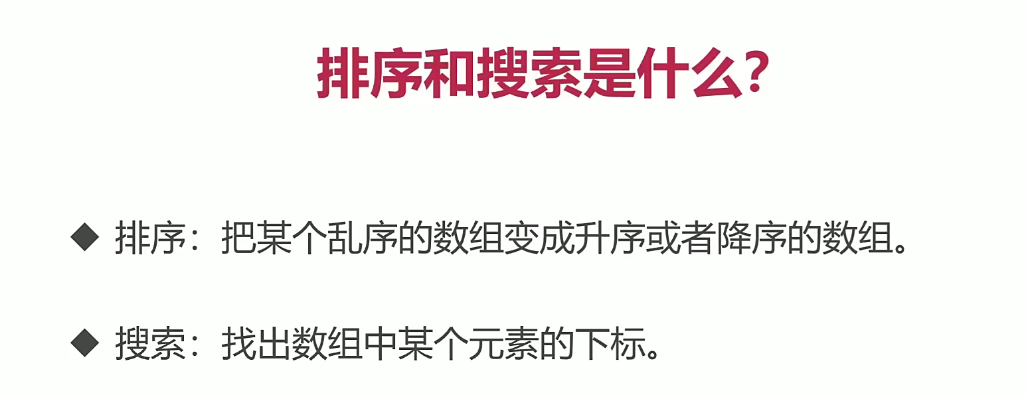 排序和搜索是什么?
◆ 排序：把某个乱序的数组变成升序或者降序的数组。
◆ 搜索：找出数组中某个元素的下标。